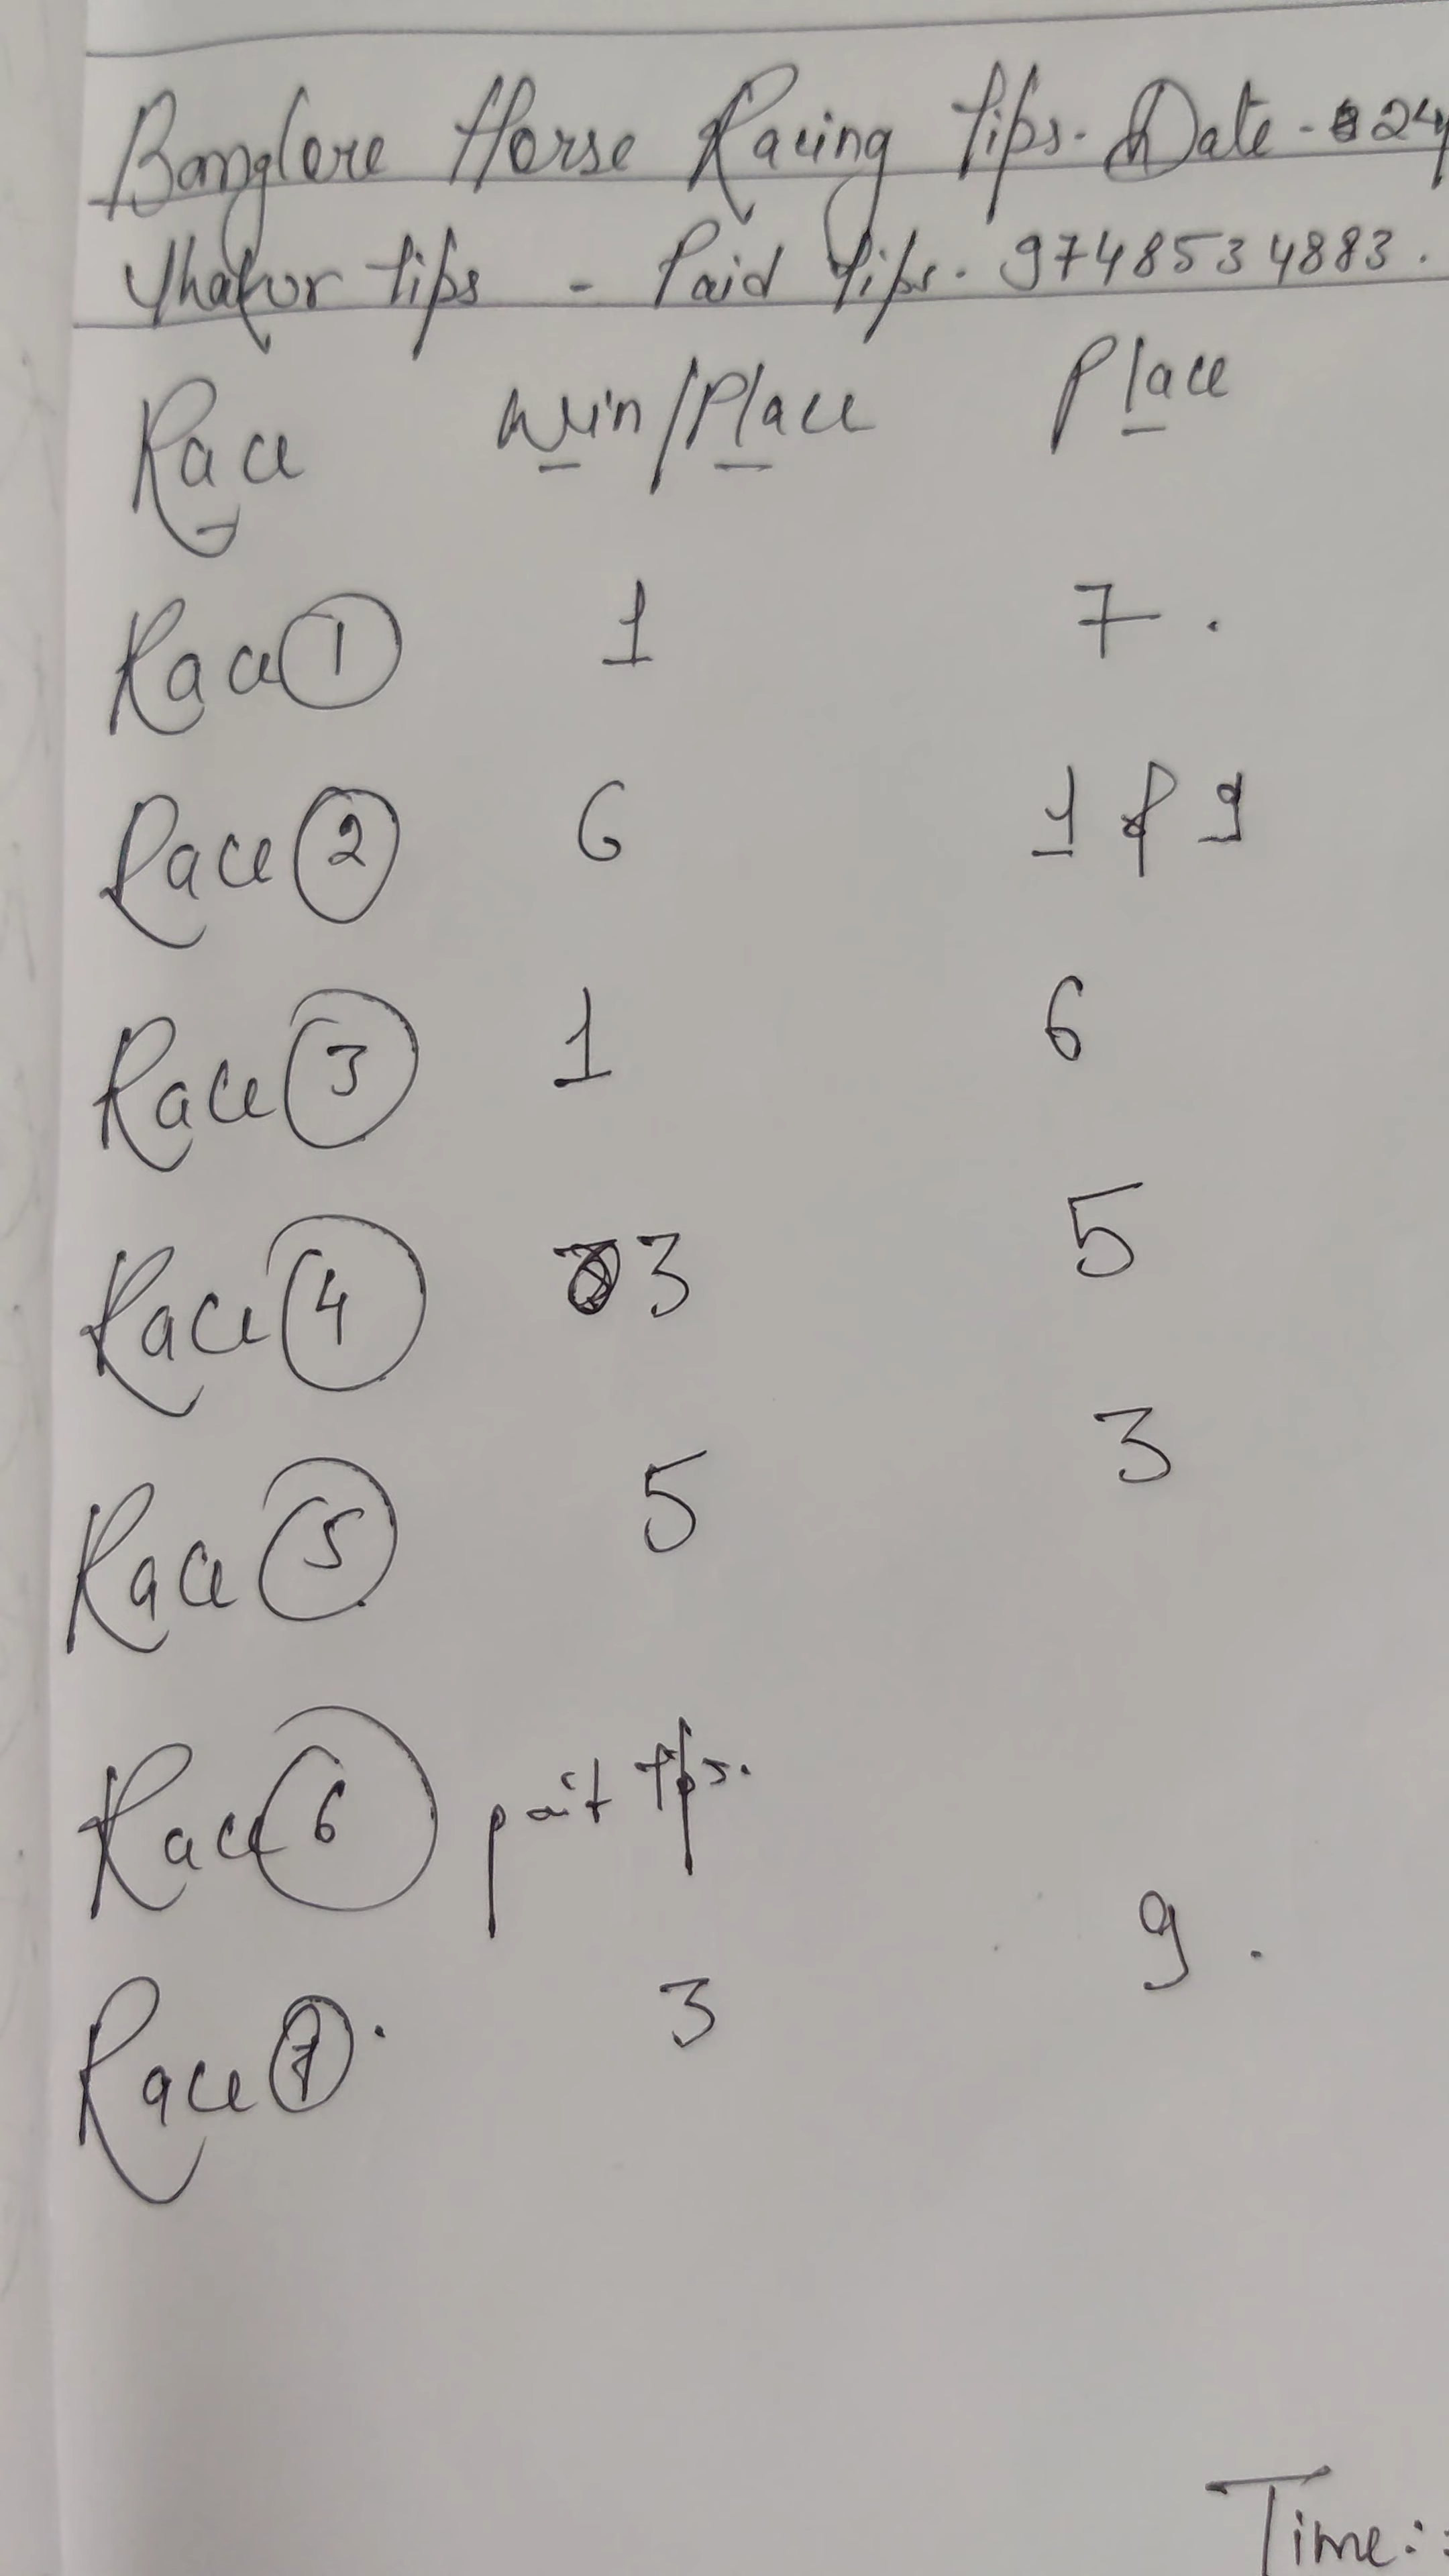 Banglore Horse Racing tips. Date - 24
Thakur tips - Paid tips. 9748534883.
Race Win/Place Place
Race 1 1 7.
Race 2 6 1 & 9
Race 3 1 6
Race 4 3 5
Race 5 5 3
Race 6 pait tips.
Race 7. 3 9.
Time: